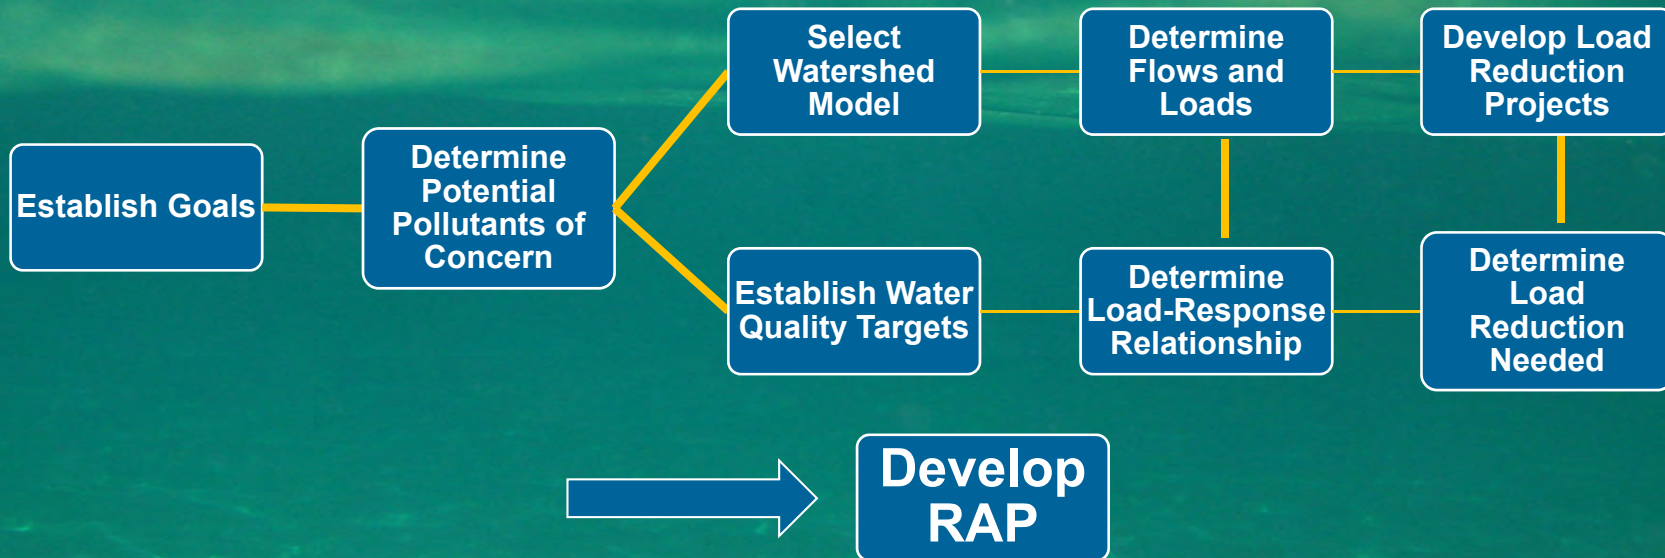 Establish Goals
Determine
Potential
Pollutants of
Concern
Select
Watershed
Model
Determine
Flows and
Loads
Develop Load
Reduction
Projects
Establish Water
Quality Targets
Determine
Load-Response
Relationship
Determine
Load
Reduction
Needed
Develop
RAP